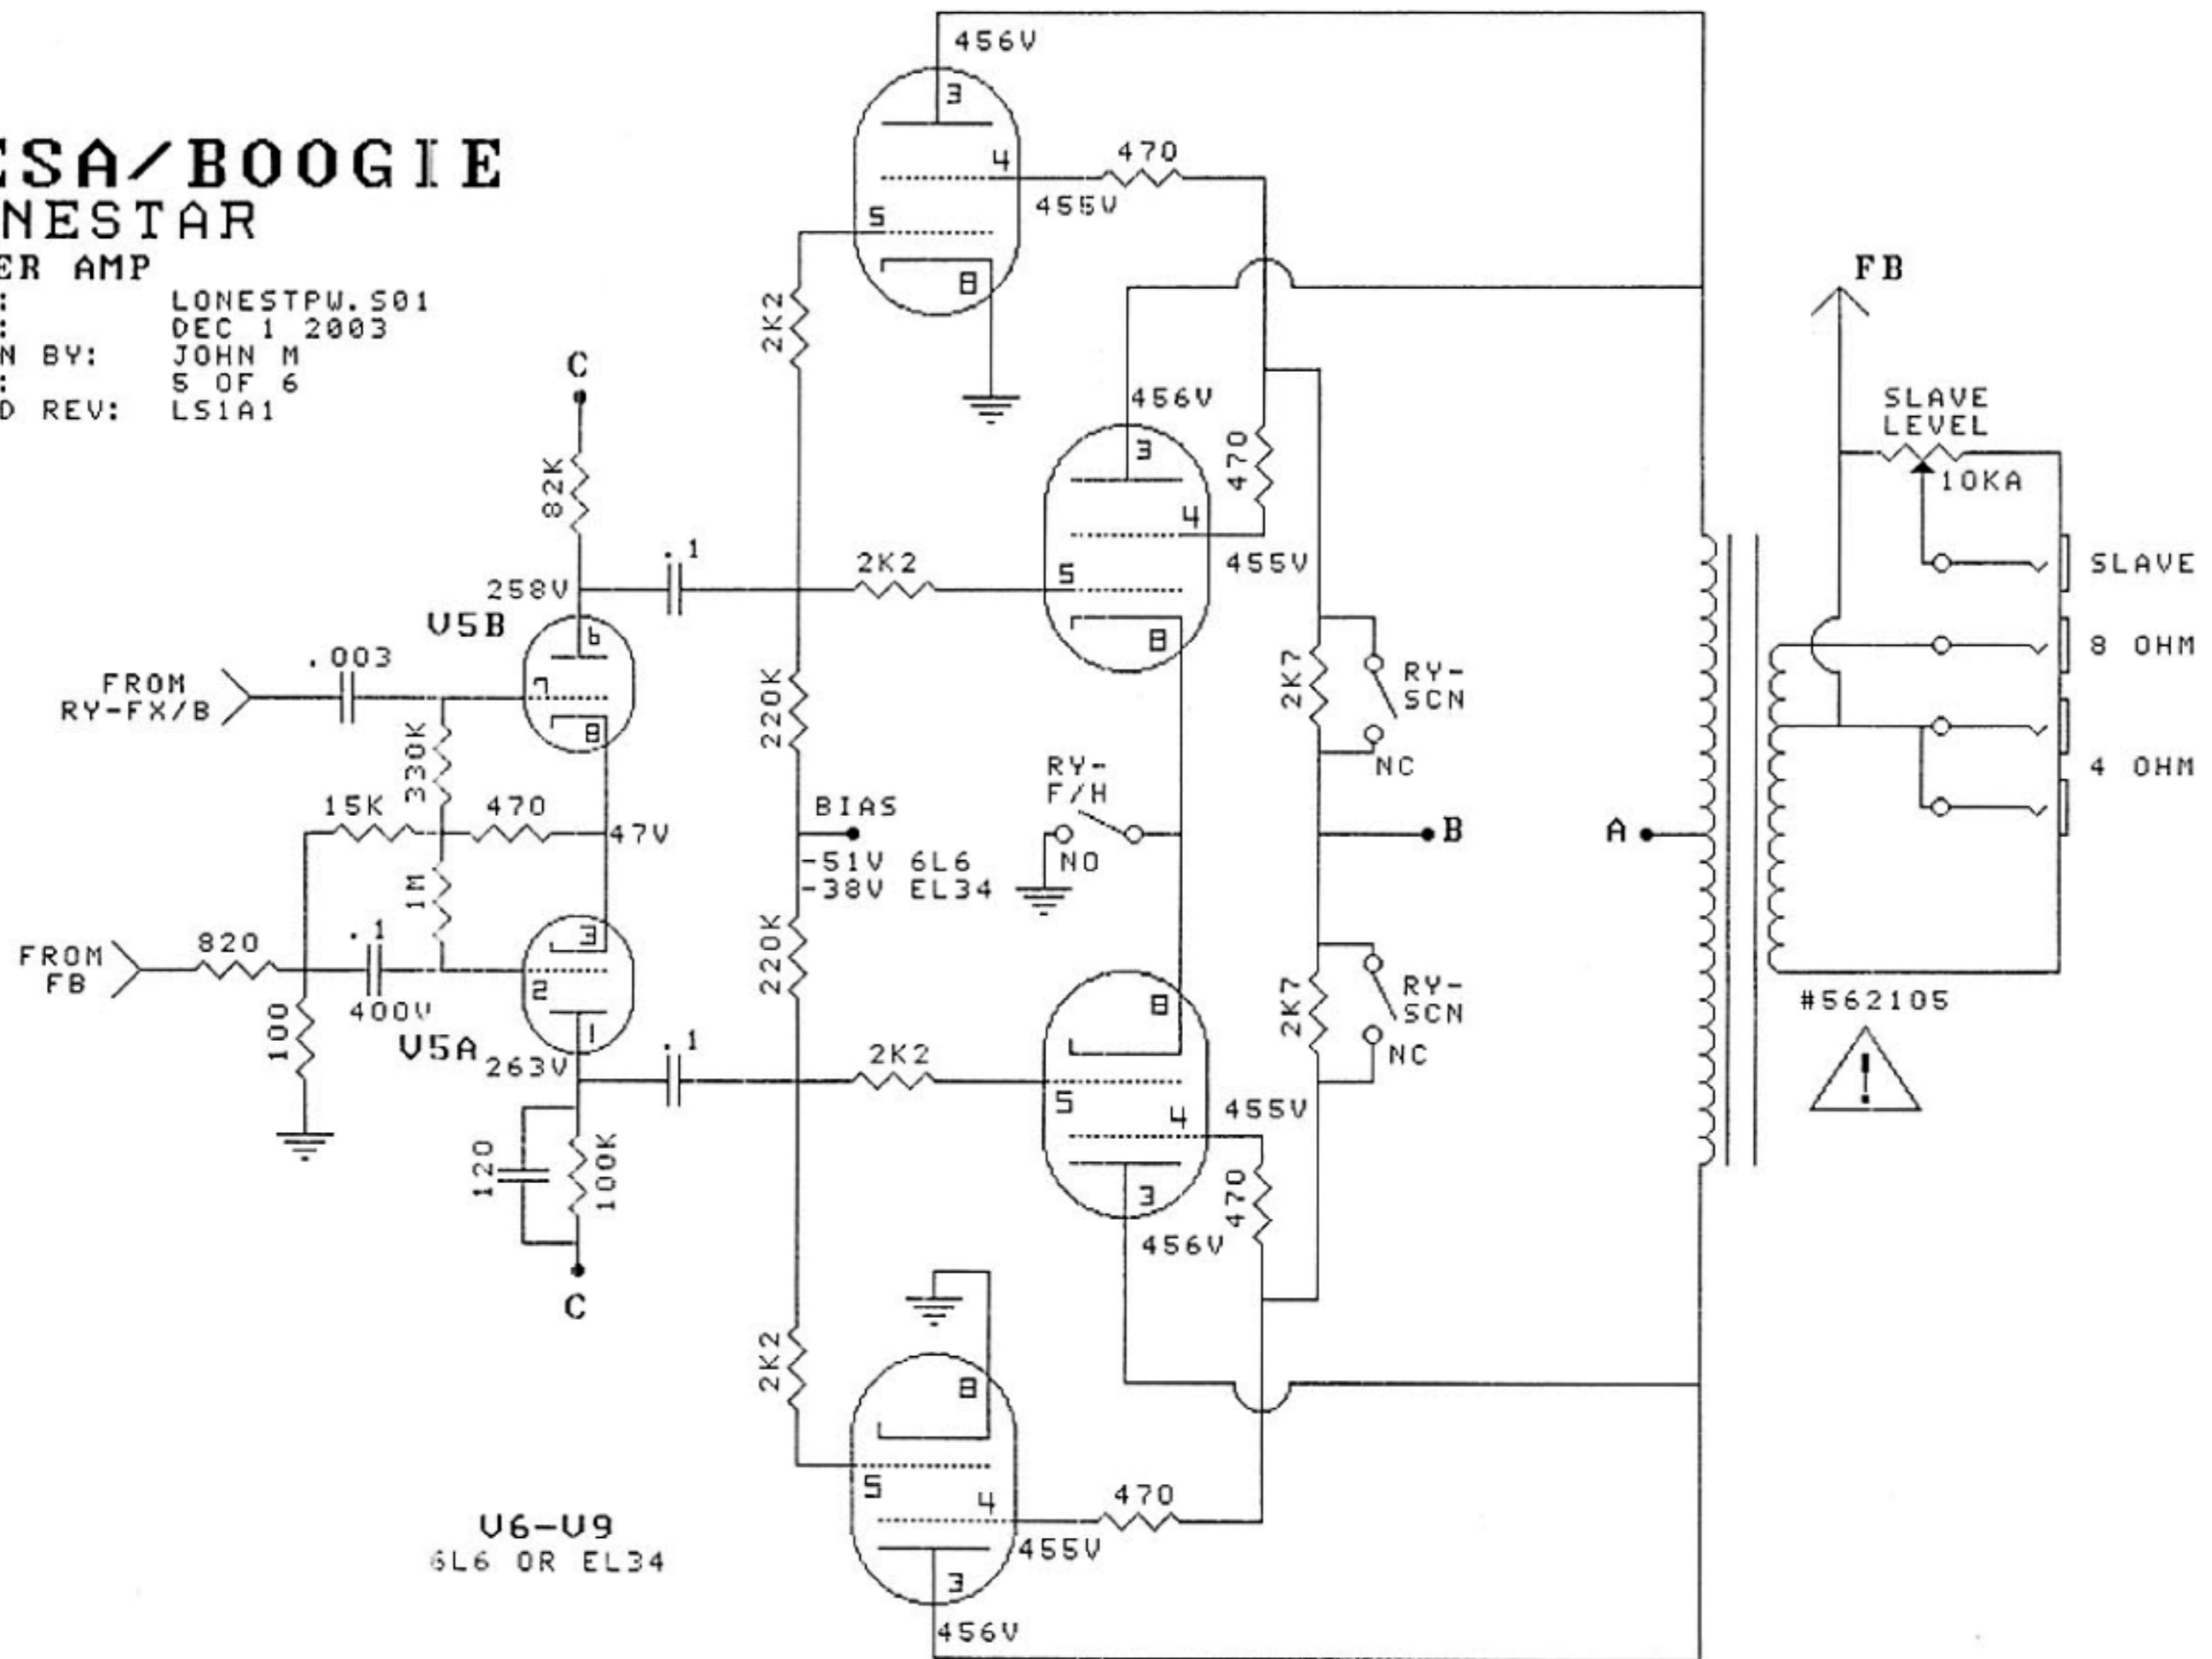 ESA/BOOGIE
NESTAR
ER AMP
: LONESTPW.S01
: DEC 1 2003
N BY: JOHN M
: 5 OF 6
D REV: LS1A1
456V
3
4
470
455V
5
8
2K2
C
82K
258V
.1
2K2
V5B
6
7
8
.003
FROM
RY-FX/B
330K
15K
470
47V
1M
FROM
FB
820
.1
400V
100
V5A
3
2
1
263V
.1
2K2
120
100K
C
220K
BIAS
-51V 6L6
-38V EL34
220K
2K2
456V
3
470
4
455V
5
8
RY-
F/H
NO
2K7
RY-
SCN
NC
B
A
2K7
RY-
SCN
NC
8
5
4
455V
3
470
456V
8
5
4
470
455V
3
456V
V6-V9
6L6 OR EL34
FB
SLAVE
LEVEL
10KA
SLAVE
8 OHM
4 OHM
#562105
!